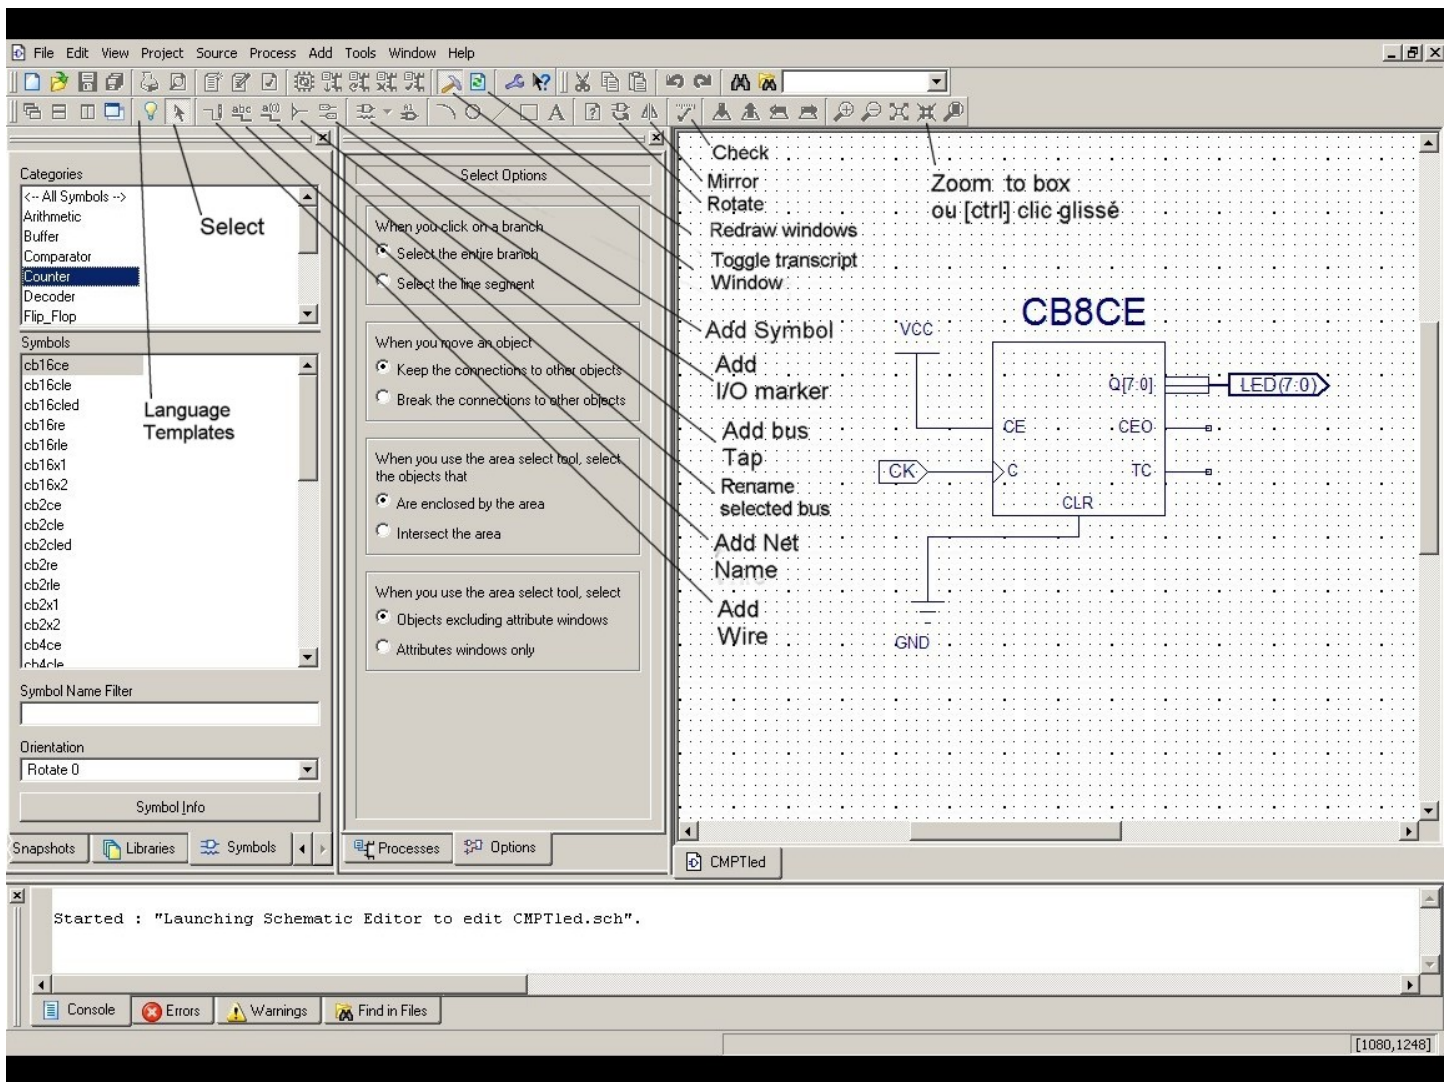 File Edit View Project Source Process Add Tools Window Help
Categories
<-- All Symbols -->
Arithmetic
Buffer
Comparator
Counter
Decoder
Flip_Flop
Select
Symbols
cb16ce
cb16cle
cb16cled
cb16re
cb16rle
cb16x1
cb16x2
cb2ce
cb2cle
cb2cled
cb2re
cb2rle
cb2x1
cb2x2
cb4ce
cb4cle
Language
Templates
Symbol Name Filter
Orientation
Rotate 0
Symbol Info
Snapshots Libraries Symbols
Select Options
When you click on a branch
Select the entire branch
Select the line segment
When you move an object
Keep the connections to other objects
Break the connections to other objects
When you use the area select tool, select
the objects that
Are enclosed by the area
Intersect the area
When you use the area select tool, select
Objects excluding attribute windows
Attributes windows only
Processes Options
Check
Mirror
Rotate
Redraw windows
Toggle transcript
Window
Add Symbol
Add
I/O marker
Add bus
Tap
Rename
selected bus
Add Net
Name
Add
Wire
Zoom to box
ou [ctrl] clic glissé
CB8CE
VCC
Q[7:0]
LED(7:0)
CE
CEO
CK
C
TC
CLR
GND
CMPTled
Started : "Launching Schematic Editor to edit CMPTled.sch".
Console Errors Warnings Find in Files
[1080,1248]